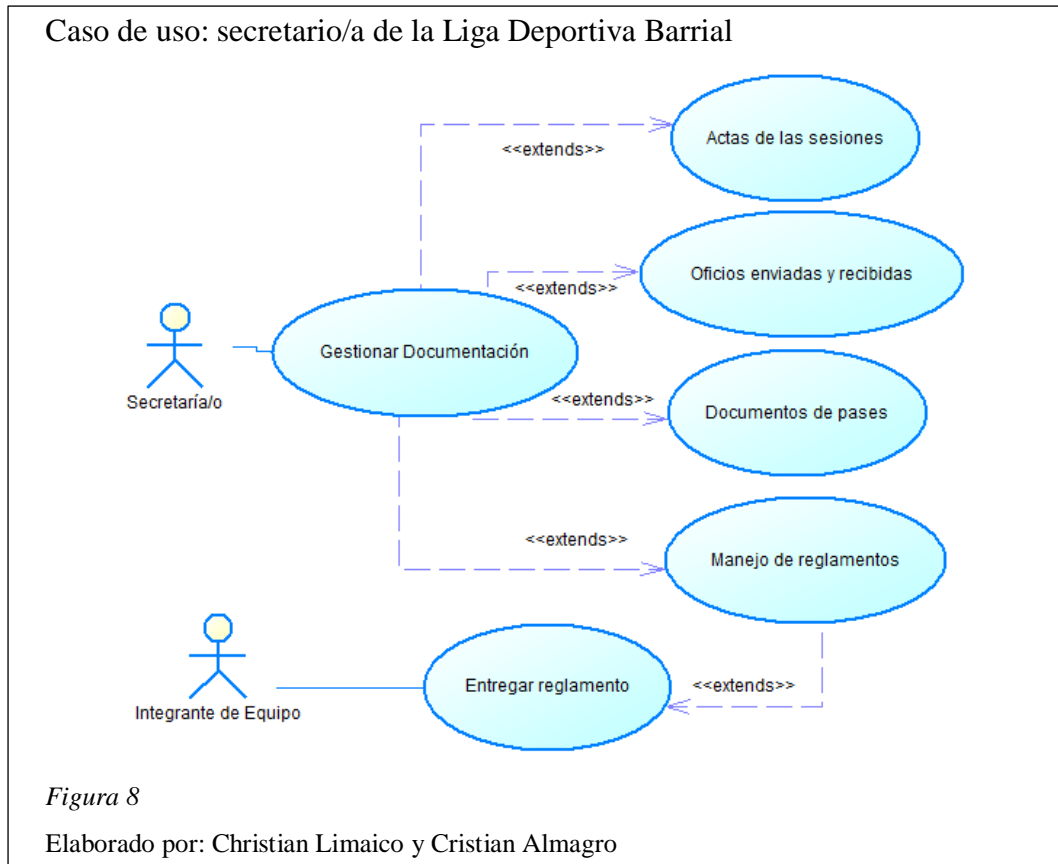 Caso de uso: secretario/a de la Liga Deportiva Barrial
Actas de las sesiones
<<extends>>
Oficios enviadas y recibidas
<<extends>>
Gestionar Documentación
Secretaría/o
<<extends>>
Documentos de pases
<<extends>>
Manejo de reglamentos
Integrante de Equipo
Entregar reglamento
<<extends>>
Figura 8
Elaborado por: Christian Limaico y Cristian Almagro